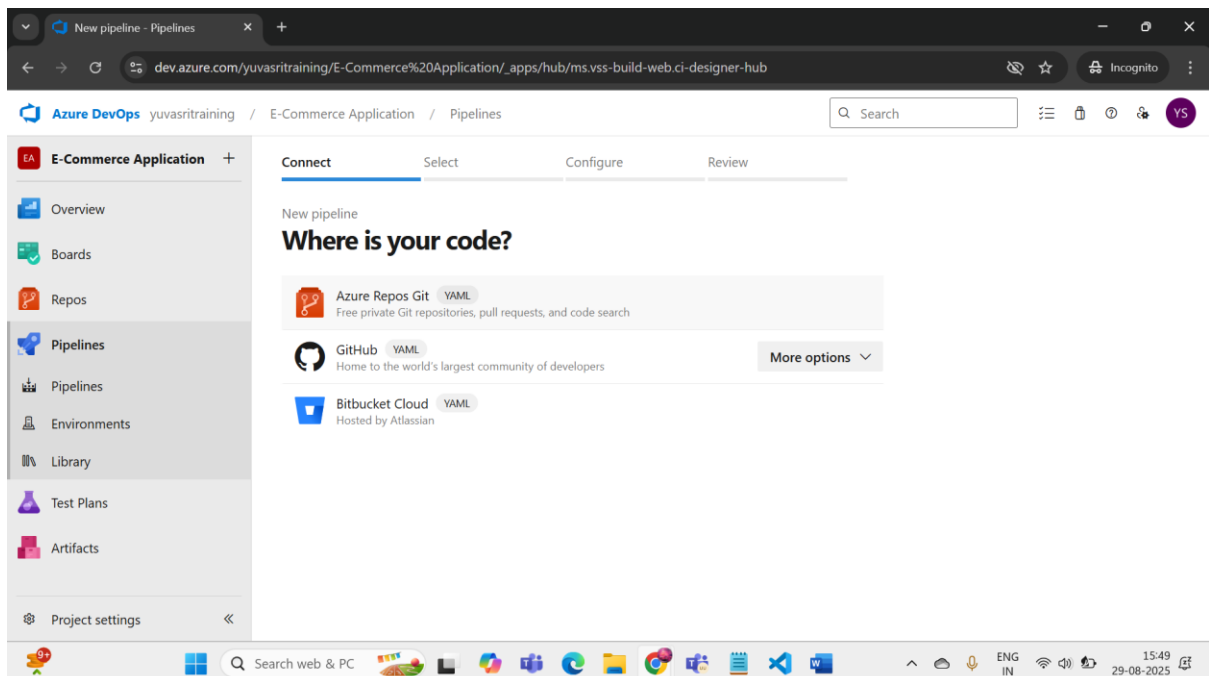 New pipeline - Pipelines
dev.azure.com/yuvasritraining/E-Commerce%20Application/_apps/hub/ms.vss-build-web.ci-designer-hub
Incognito
Azure DevOps yuvasritraining / E-Commerce Application / Pipelines
Search
YS
EA E-Commerce Application +
Overview
Boards
Repos
Pipelines
Pipelines
Environments
Library
Test Plans
Artifacts
Project settings
Connect Select Configure Review
New pipeline
Where is your code?
Azure Repos Git YAML
Free private Git repositories, pull requests, and code search
GitHub YAML
Home to the world's largest community of developers
More options
Bitbucket Cloud YAML
Hosted by Atlassian
9+
Search web & PC
ENG
IN
15:49
29-08-2025